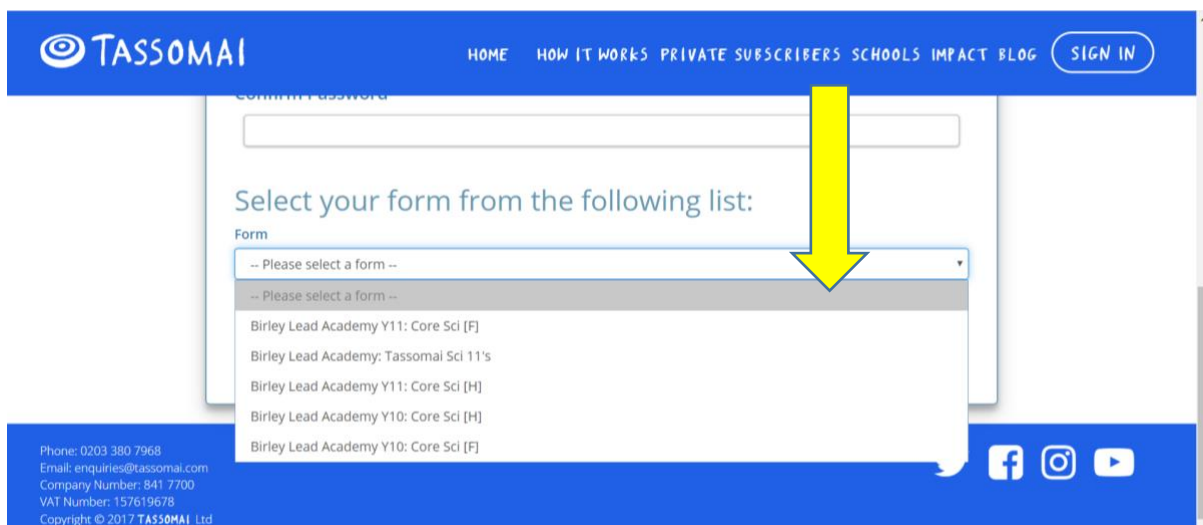 TASSOMAI
HOME HOW IT WORKS PRIVATE SUBSCRIBERS SCHOOLS IMPACT BLOG SIGN IN
Confirm Password
Select your form from the following list:
Form
-- Please select a form --
-- Please select a form --
Birley Lead Academy Y11: Core Sci [F]
Birley Lead Academy: Tassomai Sci 11's
Birley Lead Academy Y11: Core Sci [H]
Birley Lead Academy Y10: Core Sci [H]
Birley Lead Academy Y10: Core Sci [F]
Phone: 0203 380 7968
Email: enquiries@tassomai.com
Company Number: 841 7700
VAT Number: 157619678
Copyright © 2017 TASSOMAI Ltd